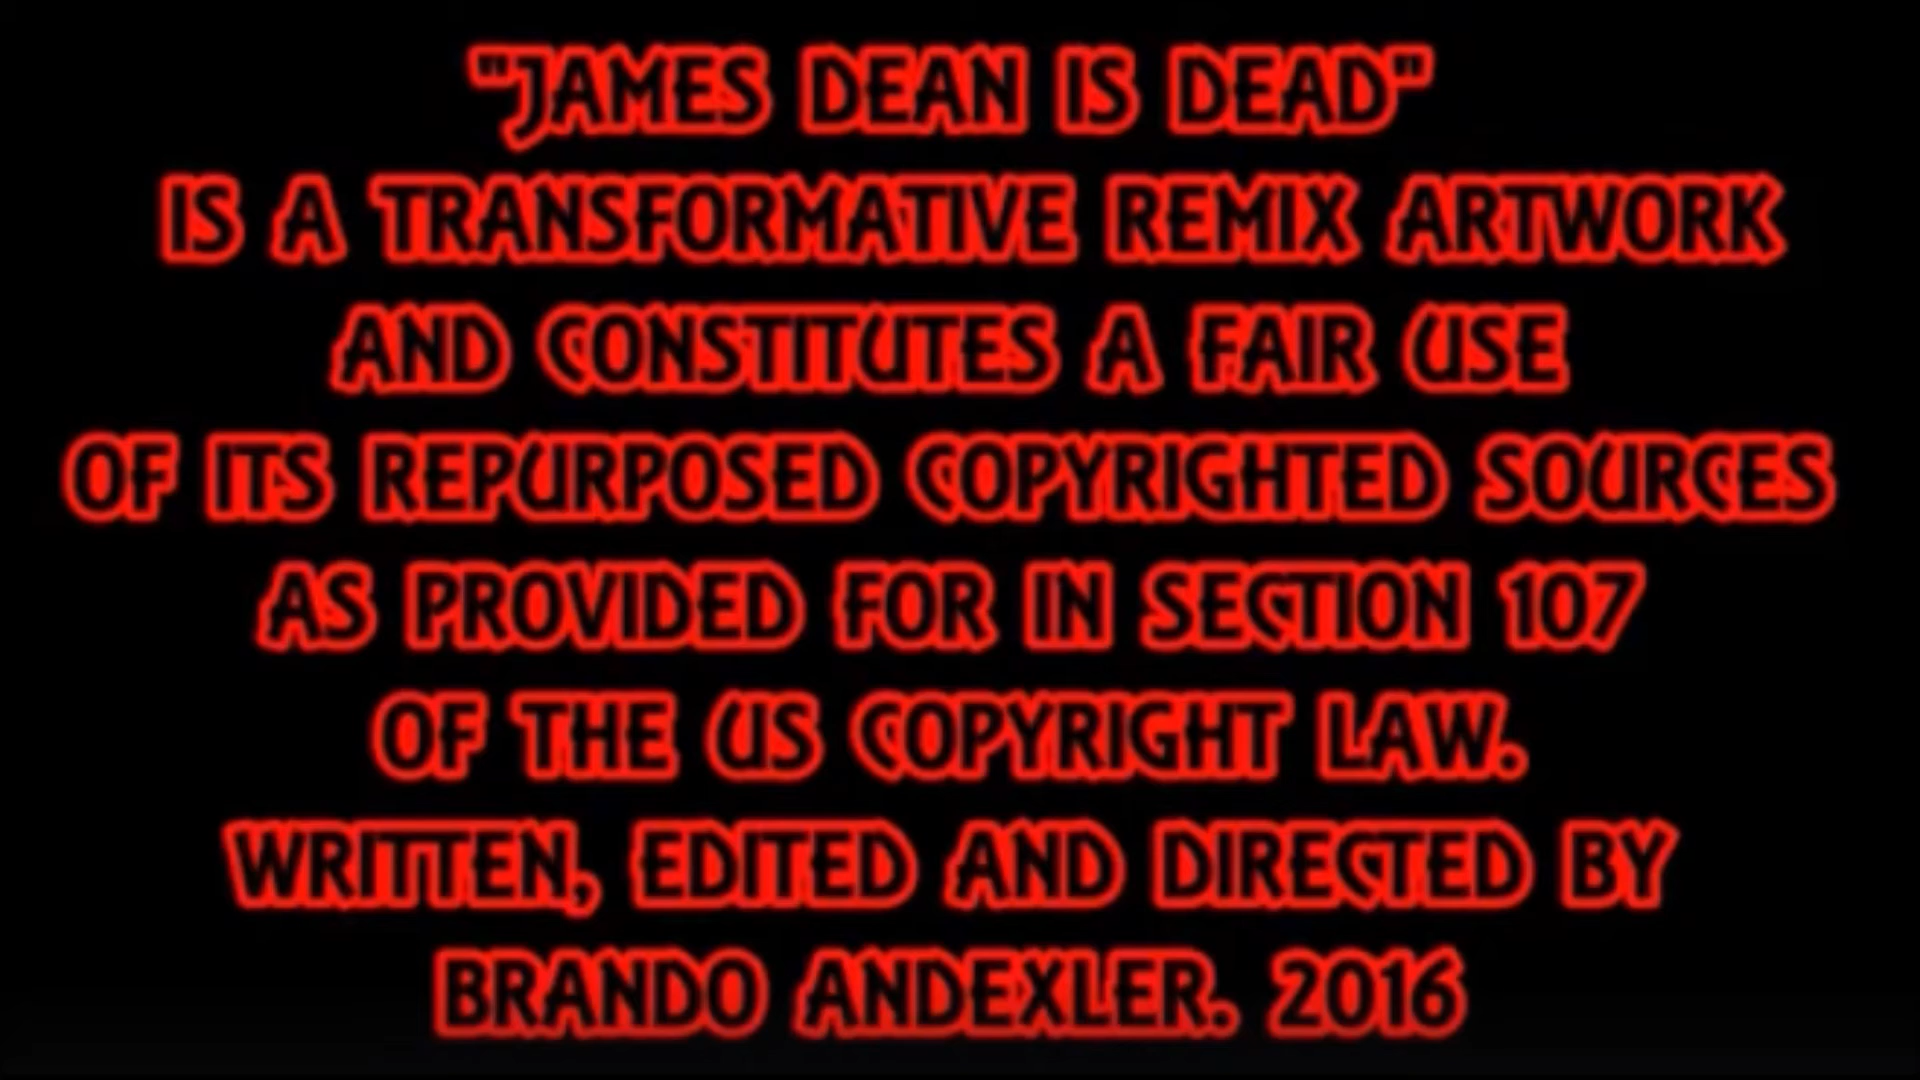 "JAMES DEAN IS DEAD"
IS A TRANSFORMATIVE REMIX ARTWORK
AND CONSTITUTES A FAIR USE
OF ITS REPURPOSED COPYRIGHTED SOURCES
AS PROVIDED FOR IN SECTION 107
OF THE US COPYRIGHT LAW.
WRITTEN, EDITED AND DIRECTED BY
BRANDO ANDEXLER. 2016